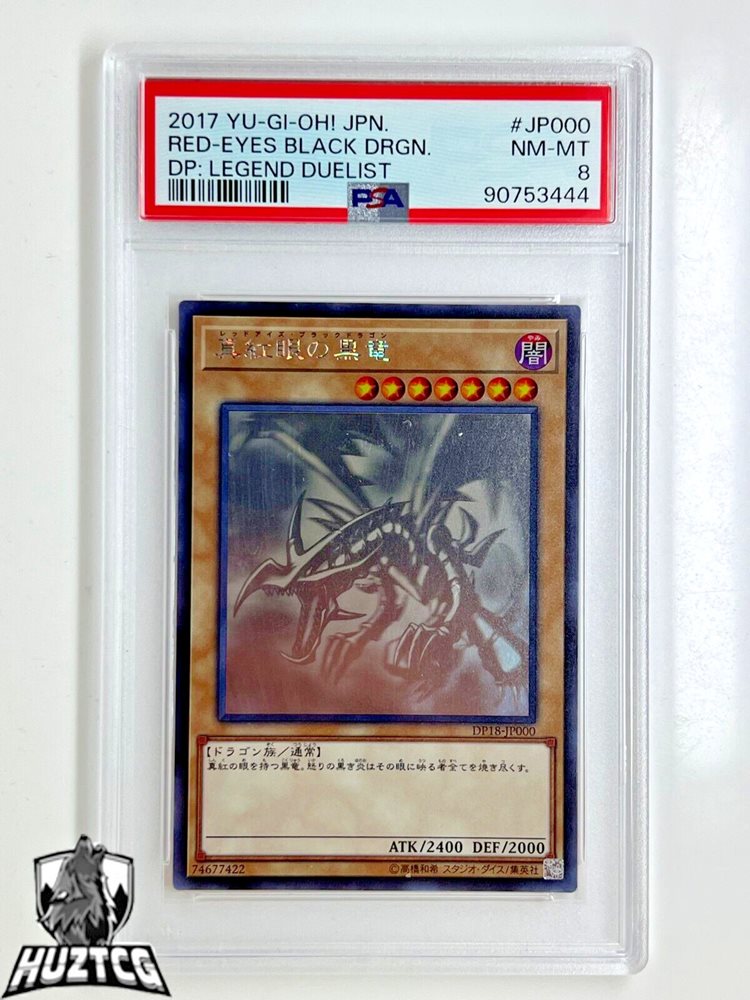 2017 YU-GI-OH! JPN. #JP000
RED-EYES BLACK DRGN. NM-MT
DP: LEGEND DUELIST 8
PSA 90753444
レッドアイズ・ブラックドラゴン
真紅眼の黒竜
やみ
闇
DP18-JP000
【ドラゴン族/通常】
真紅の眼を持つ黒竜。怒りの黒き炎はその眼に映る者全てを焼き尽くす。
ATK/2400 DEF/2000
74677422 ©高橋和希 スタジオ・ダイス/集英社
HUZTCG